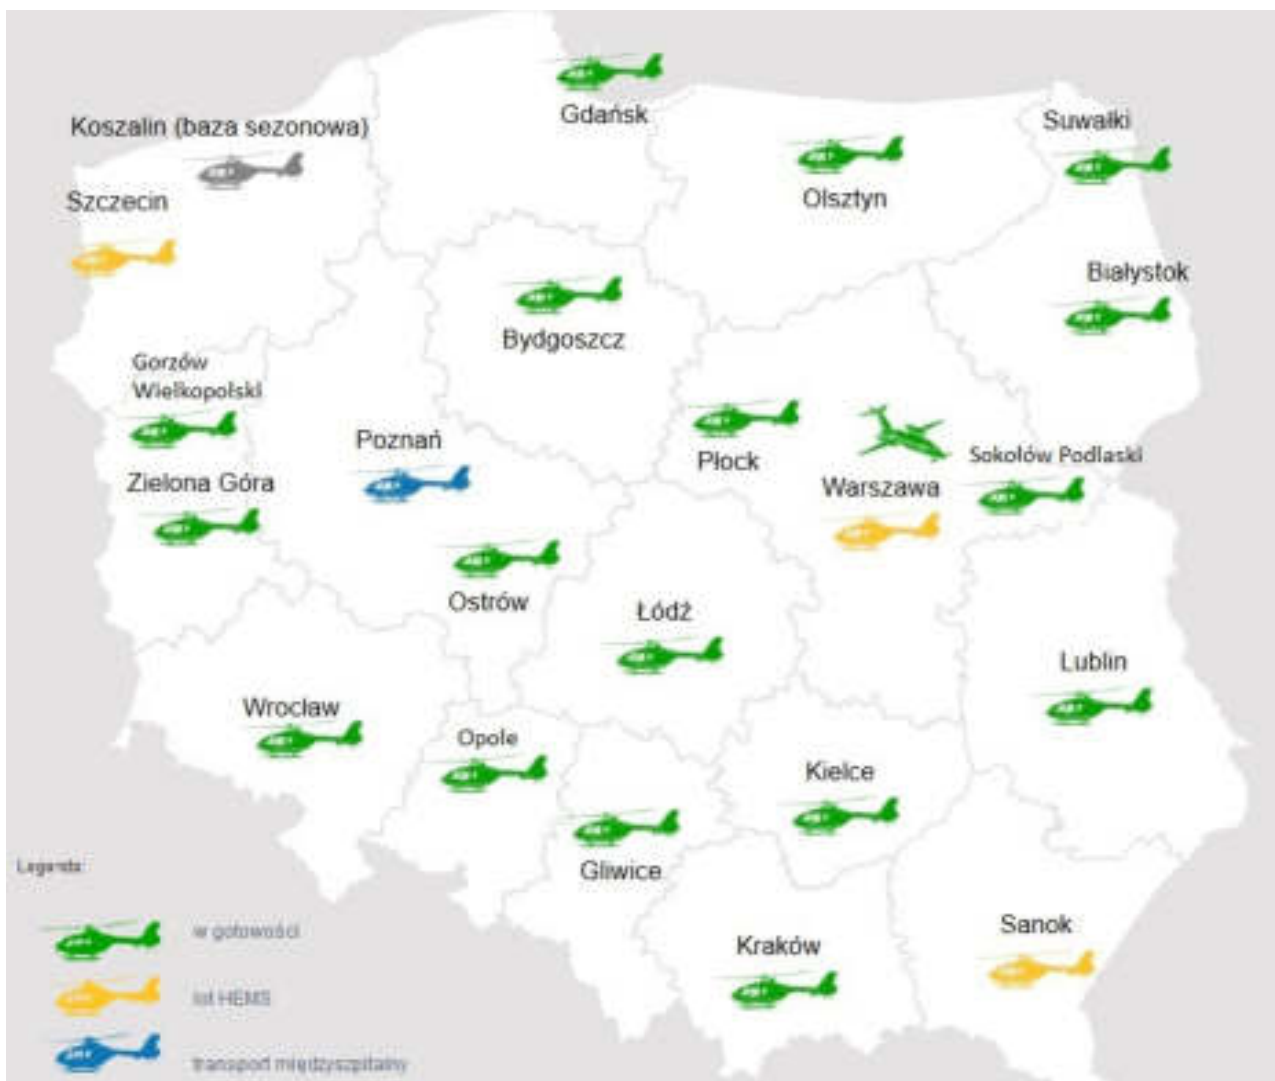 Gdańsk
Suwałki
Koszalin (baza sezonowa)
Szczecin
Olsztyn
Białystok
Bydgoszcz
Gorzów
Wielkopolski
Poznań
Płock
Sokołów Podlaski
Zielona Góra
Warszawa
Ostrów
Łódź
Lublin
Wrocław
Opole
Kielce
Gliwice
Legenda:
Sanok
w gotowości
Kraków
lot HEMS
transport międzyszpitalny